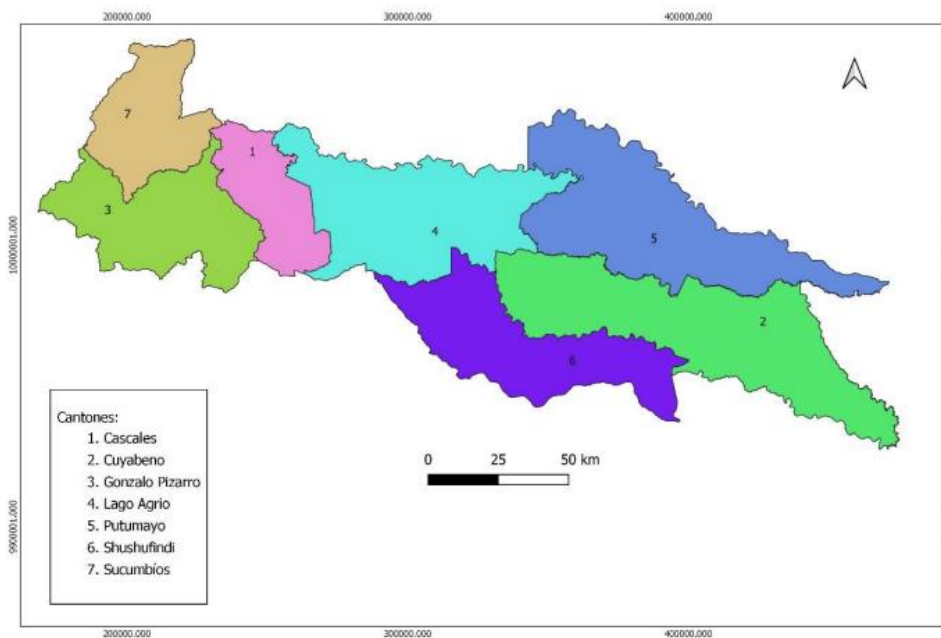 200000.000 300000.000 400000.000
7
1
3
4
5
2
6
10000001.000
9900001.000
Cantones:
1. Cascales
2. Cuyabeno
3. Gonzalo Pizarro
4. Lago Agrio
5. Putumayo
6. Shushufindi
7. Sucumbíos
0 25 50 km
200000.000 300000.000 400000.000